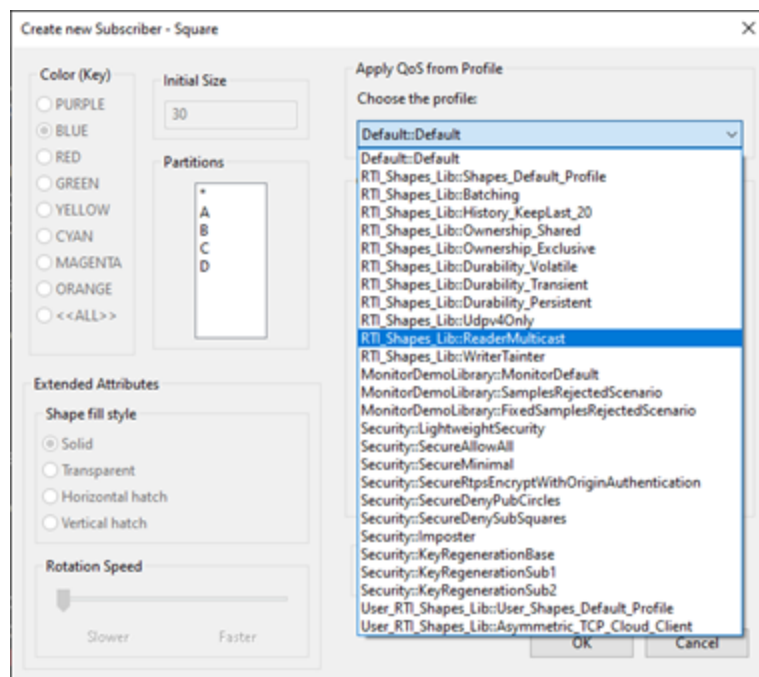 Create new Subscriber - Square
Color (Key)
PURPLE
BLUE
RED
GREEN
YELLOW
CYAN
MAGENTA
ORANGE
<<ALL>>
Initial Size
30
Partitions
*
A
B
C
D
Extended Attributes
Shape fill style
Solid
Transparent
Horizontal hatch
Vertical hatch
Rotation Speed
Slower Faster
Apply QoS from Profile
Choose the profile:
Default::Default
Default::Default
RTI_Shapes_Lib::Shapes_Default_Profile
RTI_Shapes_Lib::Batching
RTI_Shapes_Lib::History_KeepLast_20
RTI_Shapes_Lib::Ownership_Shared
RTI_Shapes_Lib::Ownership_Exclusive
RTI_Shapes_Lib::Durability_Volatile
RTI_Shapes_Lib::Durability_Transient
RTI_Shapes_Lib::Durability_Persistent
RTI_Shapes_Lib::Udpv4Only
RTI_Shapes_Lib::ReaderMulticast
RTI_Shapes_Lib::WriterTainter
MonitorDemoLibrary::MonitorDefault
MonitorDemoLibrary::SamplesRejectedScenario
MonitorDemoLibrary::FixedSamplesRejectedScenario
Security::LightweightSecurity
Security::SecureAllowAll
Security::SecureMinimal
Security::SecureRtpsEncryptWithOriginAuthentication
Security::SecureDenyPubCircles
Security::SecureDenySubSquares
Security::Imposter
Security::KeyRegenerationBase
Security::KeyRegenerationSub1
Security::KeyRegenerationSub2
User_RTI_Shapes_Lib::User_Shapes_Default_Profile
User_RTI_Shapes_Lib::Asymmetric_TCP_Cloud_Client
OK Cancel